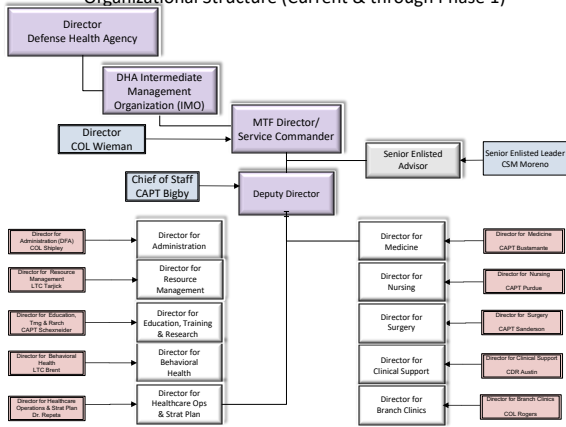 Organizational Structure (Current & through Phase 1)
Director
Defense Health Agency
DHA Intermediate
Management
Organization (IMO)
MTF Director/
Service Commander
Director
COL Wieman
Senior Enlisted
Advisor
Senior Enlisted Leader
CSM Moreno
Chief of Staff
CAPT Bigby
Deputy Director
Director for
Administration (DFA)
COL Shipley
Director for
Administration
Director for
Medicine
Director for Medicine
CAPT Bustamante
Director for Resource
Management
LTC Tarjick
Director for
Resource
Management
Director for
Nursing
Director for Nursing
CAPT Purdue
Director for Education,
Trng & Rsrch
CAPT Schexneider
Director for
Education, Training
& Research
Director for
Surgery
Director for Surgery
CAPT Sanderson
Director for Behavioral
Health
LTC Brent
Director for
Behavioral
Health
Director for
Clinical Support
Director for Clinical Support
CDR Austin
Director for Healthcare
Operations & Strat Plan
Dr. Repeta
Director for
Healthcare Ops
& Strat Plan
Director for
Branch Clinics
Director for Branch Clinics
COL Rogers